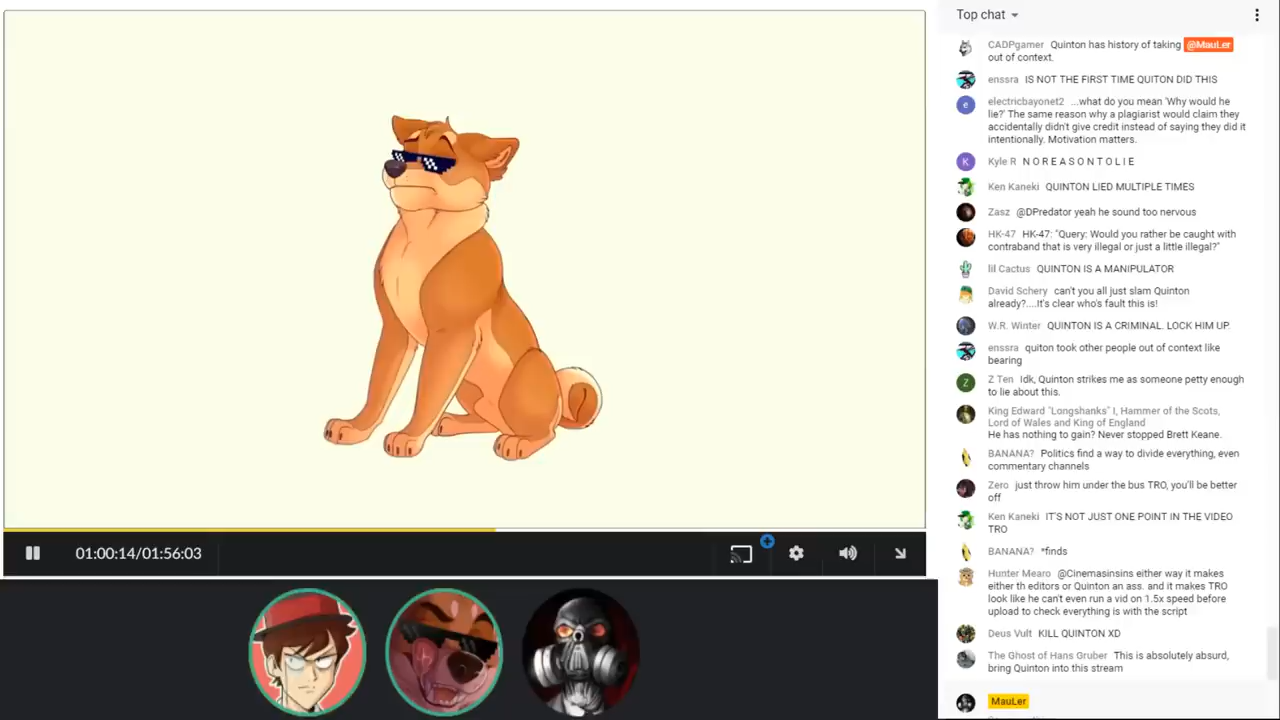 Top chat
CADPgamer Quinton has history of taking @MauLer
out of context.
enssra IS NOT THE FIRST TIME QUITON DID THIS
electricbayonet2 ...what do you mean 'Why would he
lie?' The same reason why a plagiarist would claim they
accidentally didn't give credit instead of saying they did it
intentionally. Motivation matters.
Kyle R N O R E A S O N T O L I E
Ken Kaneki QUINTON LIED MULTIPLE TIMES
Zasz @DPredator yeah he sound too nervous
HK-47 HK-47: "Query: Would you rather be caught with
contraband that is very illegal or just a little illegal?"
lil Cactus QUINTON IS A MANIPULATOR
David Schery can't you all just slam Quinton
already?....It's clear who's fault this is!
W.R. Winter QUINTON IS A CRIMINAL. LOCK HIM UP.
enssra quiton took other people out of context like
bearing
Z Ten Idk, Quinton strikes me as someone petty enough
to lie about this.
King Edward "Longshanks" I, Hammer of the Scots,
Lord of Wales and King of England
He has nothing to gain? Never stopped Brett Keane.
BANANA? Politics find a way to divide everything, even
commentary channels
Zero just throw him under the bus TRO, you'll be better
off
Ken Kaneki IT'S NOT JUST ONE POINT IN THE VIDEO
TRO
BANANA? *finds
Hunter Mearo @Cinemasinsins either way it makes
either th editors or Quinton an ass. and it makes TRO
look like he can't even run a vid on 1.5x speed before
upload to check everything is with the script
Deus Vult KILL QUINTON XD
The Ghost of Hans Gruber This is absolutely absurd,
bring Quinton into this stream
MauLer
01:00:14/01:56:03